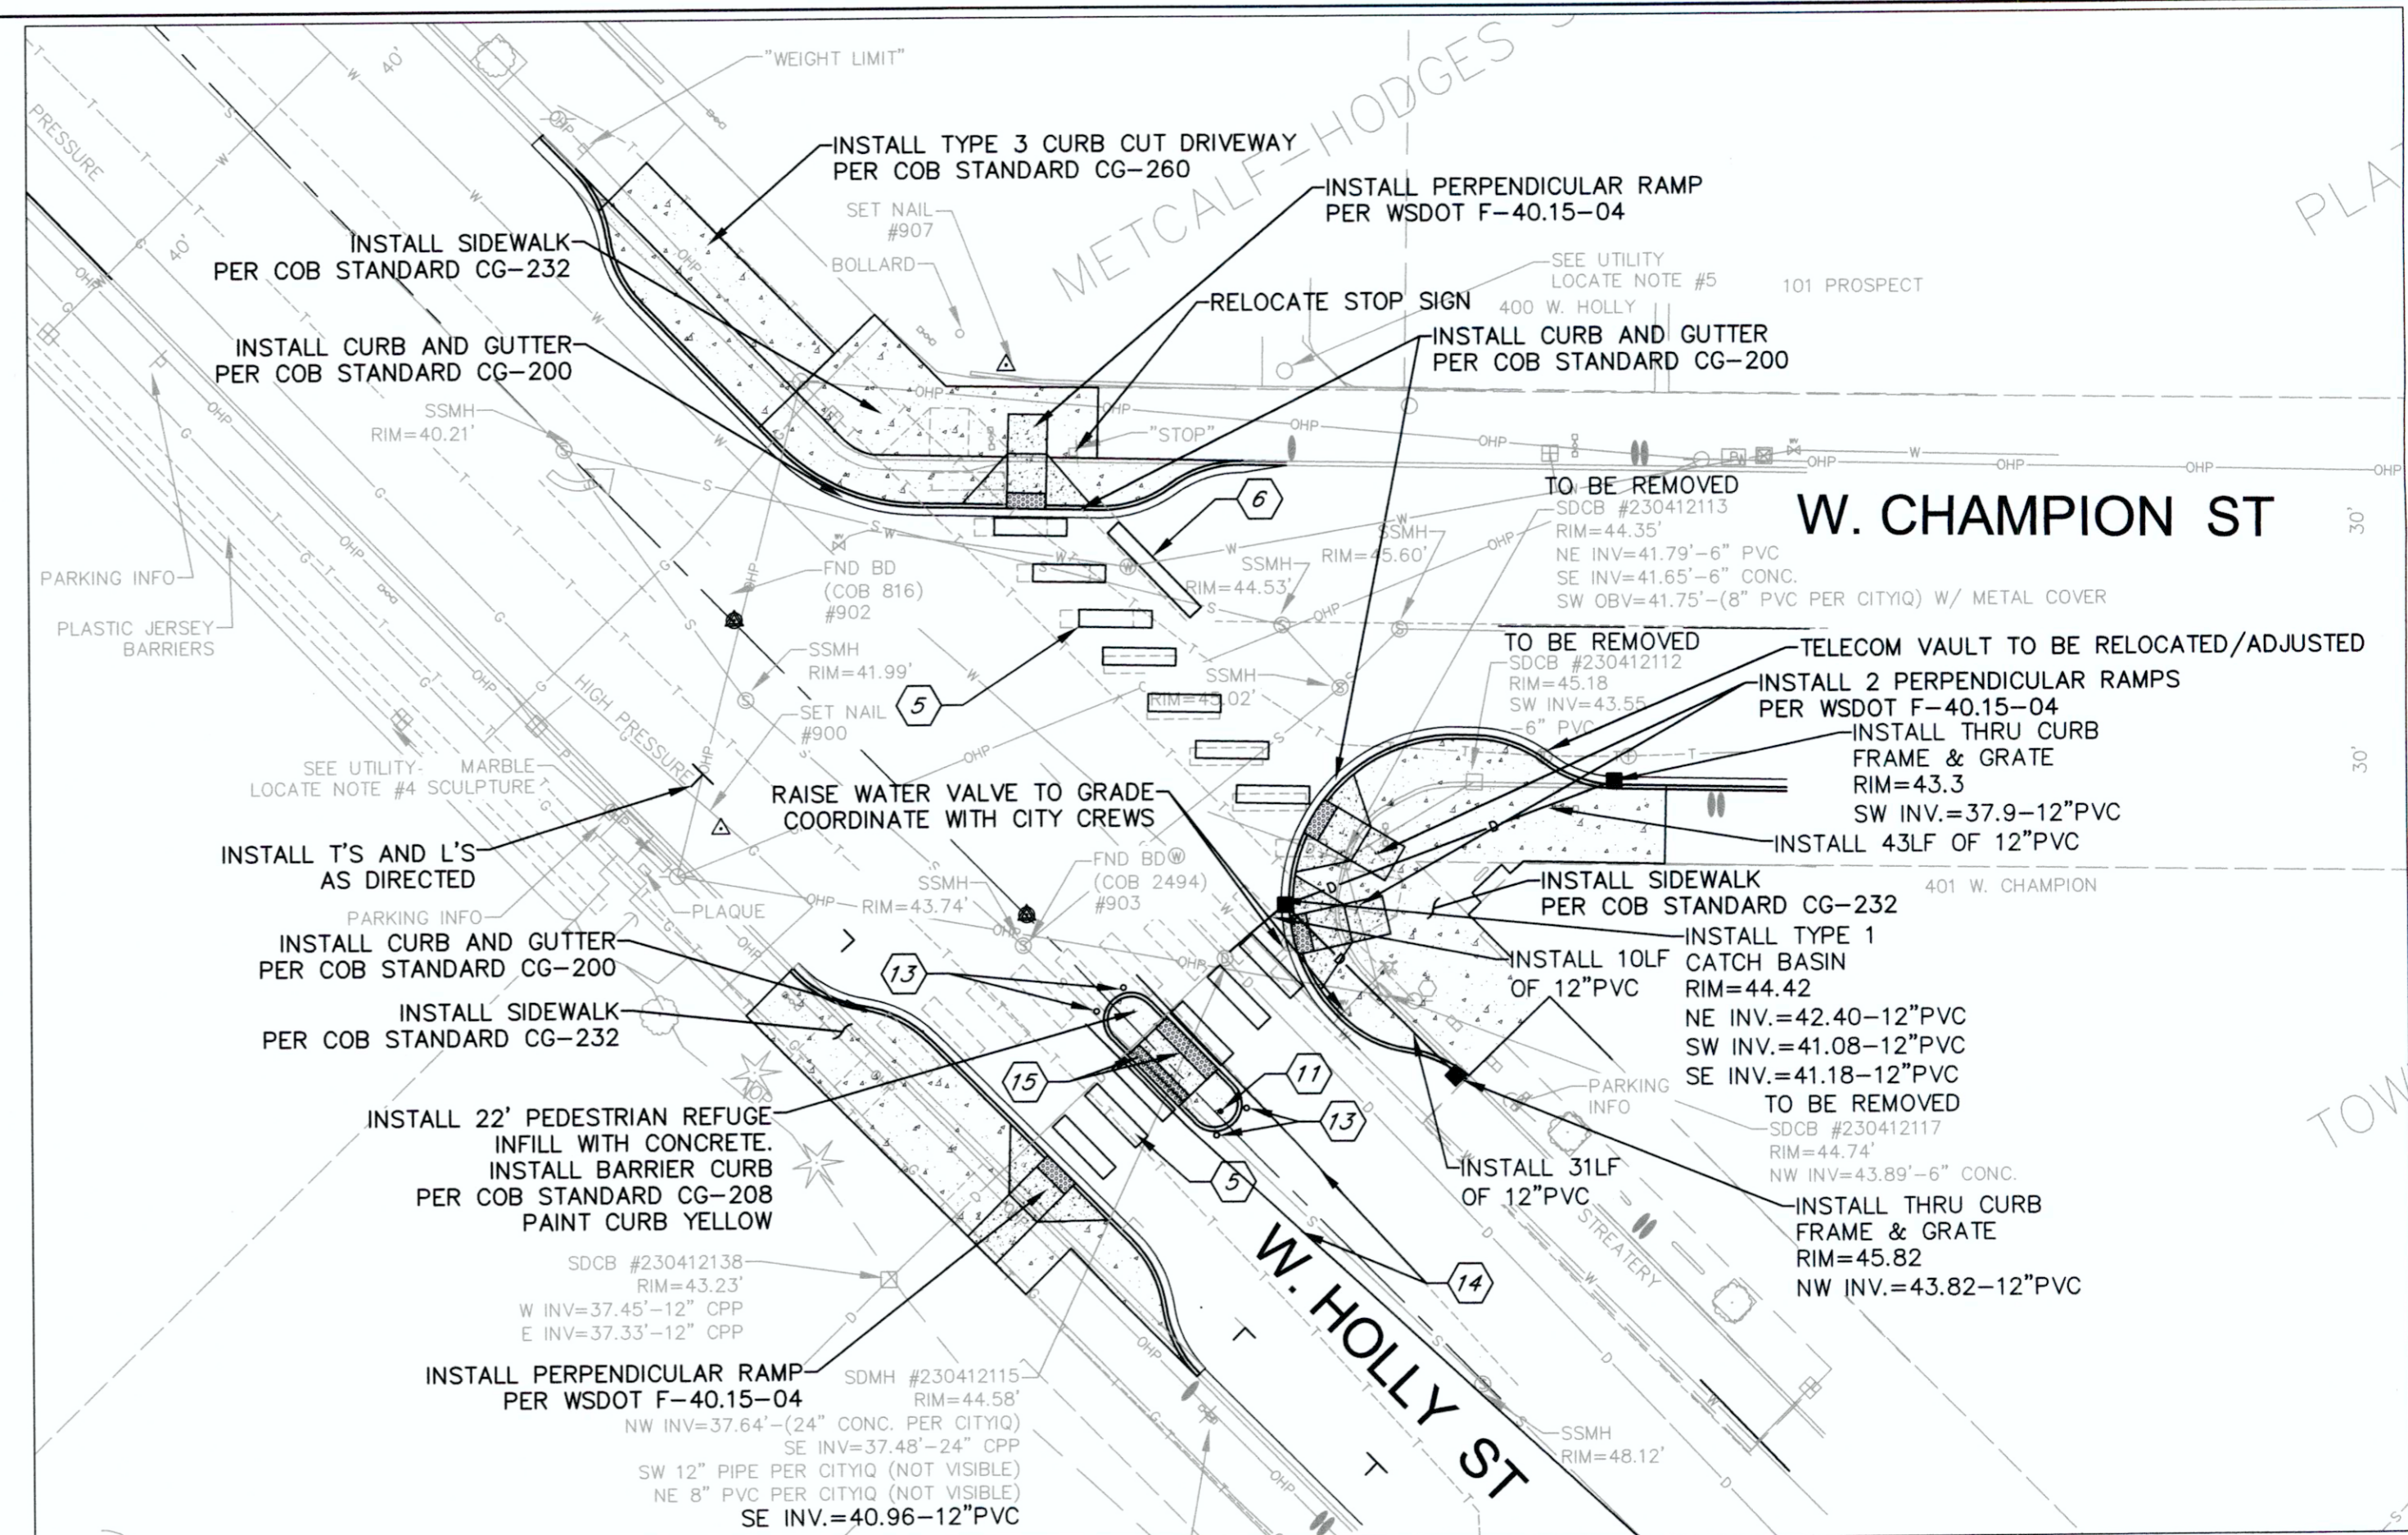 "WEIGHT LIMIT"
METCALF-HODGES
40'
PRESSURE
INSTALL TYPE 3 CURB CUT DRIVEWAY
PER COB STANDARD CG-260
INSTALL PERPENDICULAR RAMP
PER WSDOT F-40.15-04
SET NAIL
#907
BOLLARD
40'
INSTALL SIDEWALK
PER COB STANDARD CG-232
SEE UTILITY
LOCATE NOTE #5
101 PROSPECT
400 W. HOLLY
RELOCATE STOP SIGN
INSTALL CURB AND GUTTER
PER COB STANDARD CG-200
INSTALL CURB AND GUTTER
PER COB STANDARD CG-200
SSMH
RIM=40.21'
"STOP"
6
TO BE REMOVED
SDCB #230412113
RIM=44.35'
NE INV=41.79'-6" PVC
SE INV=41.65'-6" CONC.
SW OBV=41.75'-(8" PVC PER CITYIQ) W/ METAL COVER
W. CHAMPION ST
30'
SSMH
RIM=45.60'
SSMH
RIM=44.53'
FND BD
(COB 816)
#902
PARKING INFO
PLASTIC JERSEY
BARRIERS
SSMH
RIM=41.99'
SSMH
RIM=45.02'
5
TO BE REMOVED
SDCB #230412112
RIM=45.18
SW INV=43.55
-6" PVC
TELECOM VAULT TO BE RELOCATED/ADJUSTED
INSTALL 2 PERPENDICULAR RAMPS
PER WSDOT F-40.15-04
INSTALL THRU CURB
FRAME & GRATE
RIM=43.3
SW INV.=37.9-12"PVC
30'
INSTALL 43LF OF 12"PVC
HIGH PRESSURE
SET NAIL
#900
SEE UTILITY
LOCATE NOTE #4
MARBLE
SCULPTURE
RAISE WATER VALVE TO GRADE
COORDINATE WITH CITY CREWS
INSTALL T'S AND L'S
AS DIRECTED
FND BD
(COB 2494)
#903
SSMH
RIM=43.74'
PARKING INFO
PLAQUE
INSTALL SIDEWALK
PER COB STANDARD CG-232
401 W. CHAMPION
INSTALL CURB AND GUTTER
PER COB STANDARD CG-200
13
INSTALL 10LF
OF 12"PVC
INSTALL TYPE 1
CATCH BASIN
RIM=44.42
NE INV.=42.40-12"PVC
SW INV.=41.08-12"PVC
SE INV.=41.18-12"PVC
INSTALL SIDEWALK
PER COB STANDARD CG-232
15
11
13
PARKING
INFO
TO BE REMOVED
SDCB #230412117
RIM=44.74'
NW INV=43.89'-6" CONC.
INSTALL 22' PEDESTRIAN REFUGE
INFILL WITH CONCRETE.
INSTALL BARRIER CURB
PER COB STANDARD CG-208
PAINT CURB YELLOW
5
INSTALL 31LF
OF 12"PVC
INSTALL THRU CURB
FRAME & GRATE
RIM=45.82
NW INV.=43.82-12"PVC
STREATERY
14
SDCB #230412138
RIM=43.23'
W INV=37.45'-12" CPP
E INV=37.33'-12" CPP
W. HOLLY ST
INSTALL PERPENDICULAR RAMP
PER WSDOT F-40.15-04
SDMH #230412115
RIM=44.58'
NW INV=37.64'-(24" CONC. PER CITYIQ)
SE INV=37.48'-24" CPP
SW 12" PIPE PER CITYIQ (NOT VISIBLE)
NE 8" PVC PER CITYIQ (NOT VISIBLE)
SE INV.=40.96-12"PVC
SSMH
RIM=48.12'